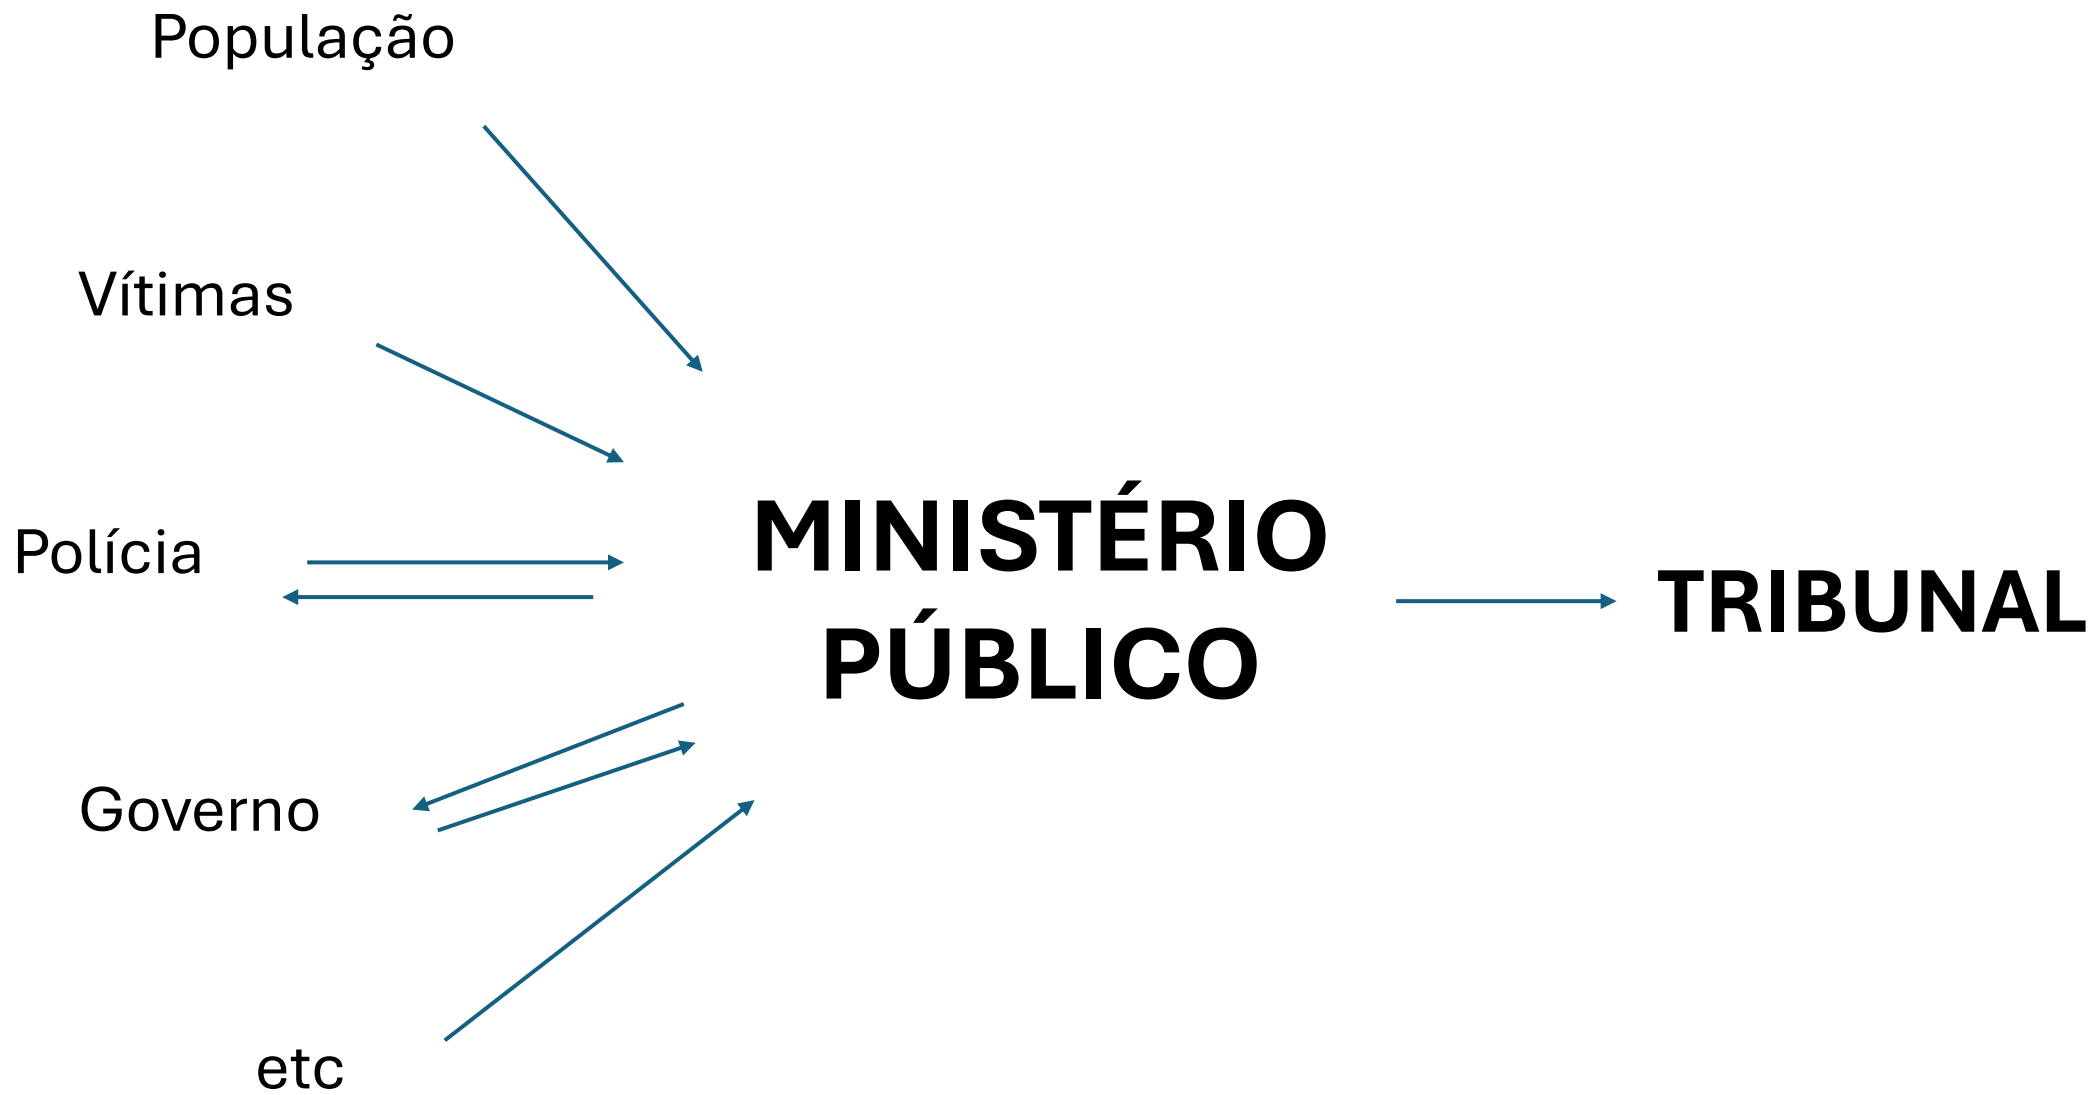 População
Vítimas
Polícia
Governo
etc
MINISTÉRIO
PÚBLICO
TRIBUNAL